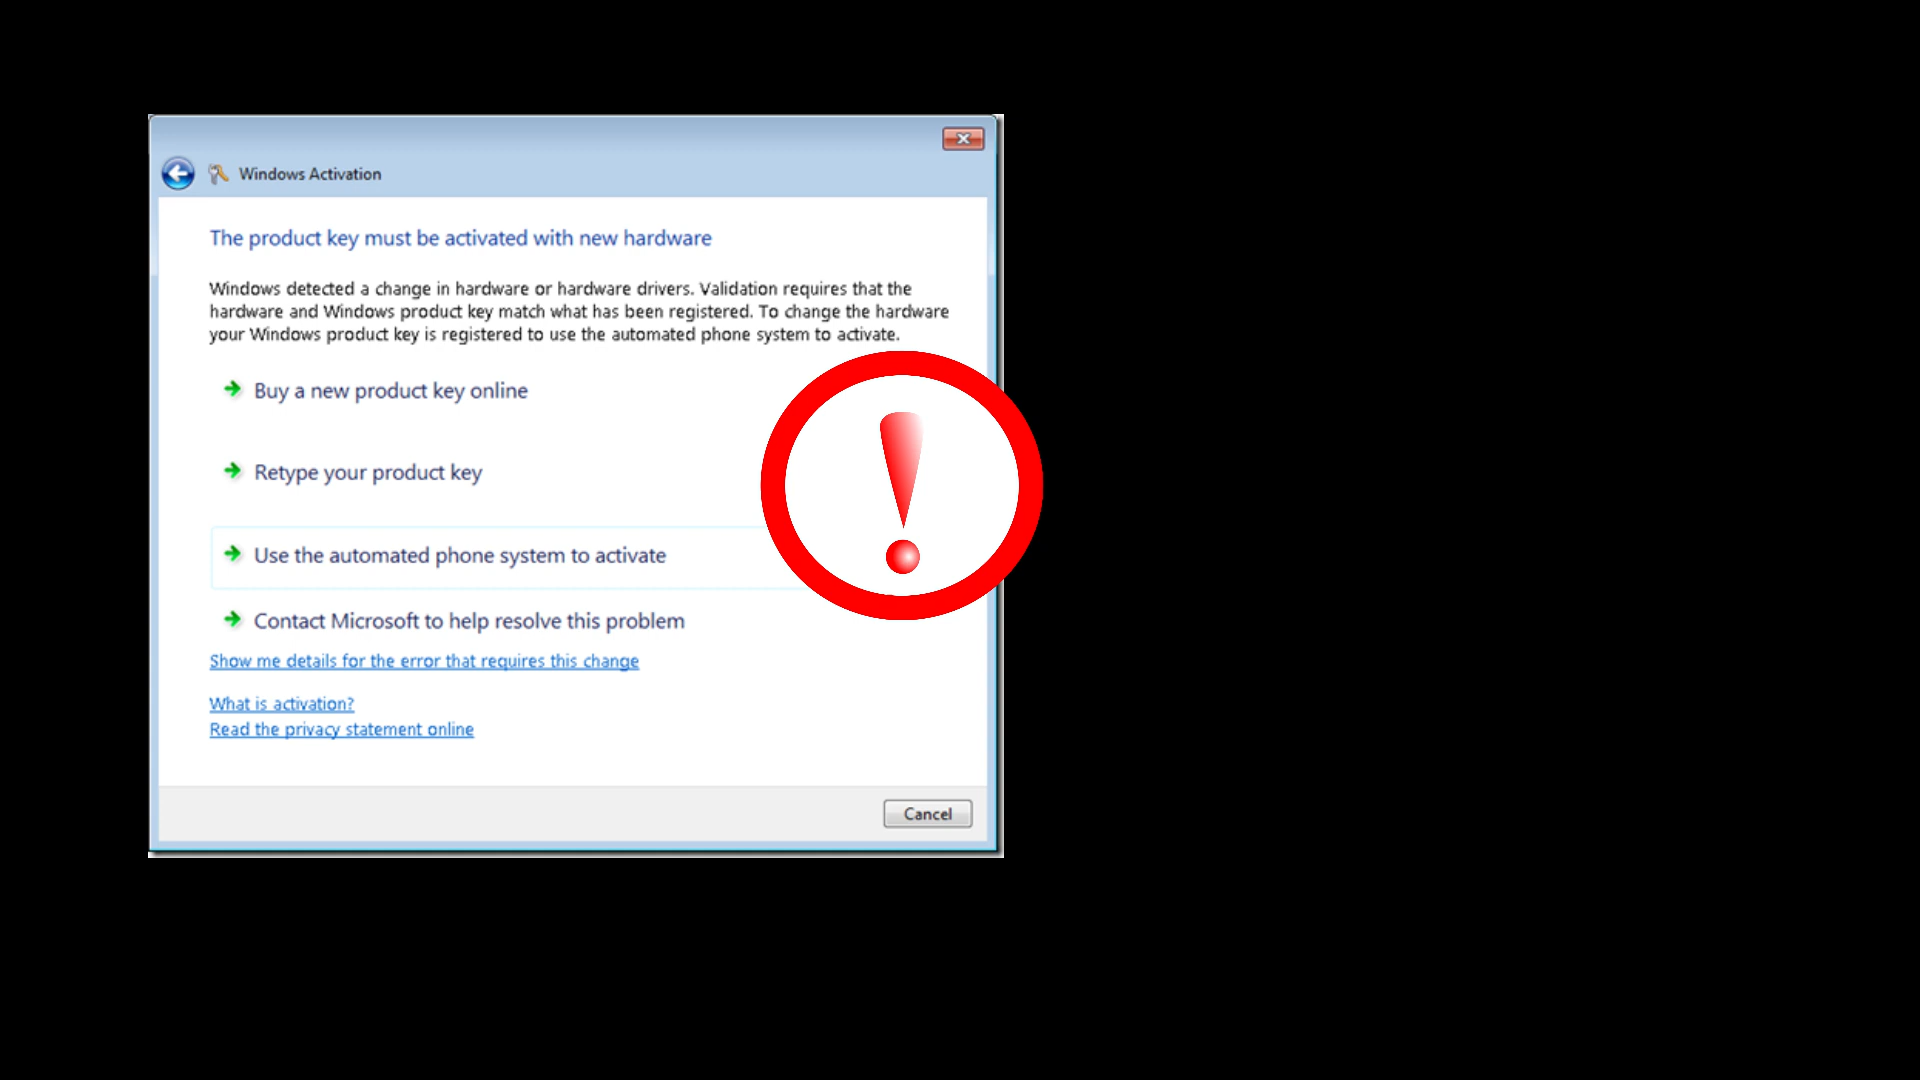 Windows Activation
The product key must be activated with new hardware
Windows detected a change in hardware or hardware drivers. Validation requires that the
hardware and Windows product key match what has been registered. To change the hardware
your Windows product key is registered to use the automated phone system to activate.
Buy a new product key online
Retype your product key
Use the automated phone system to activate
Contact Microsoft to help resolve this problem
Show me details for the error that requires this change
What is activation?
Read the privacy statement online
Cancel